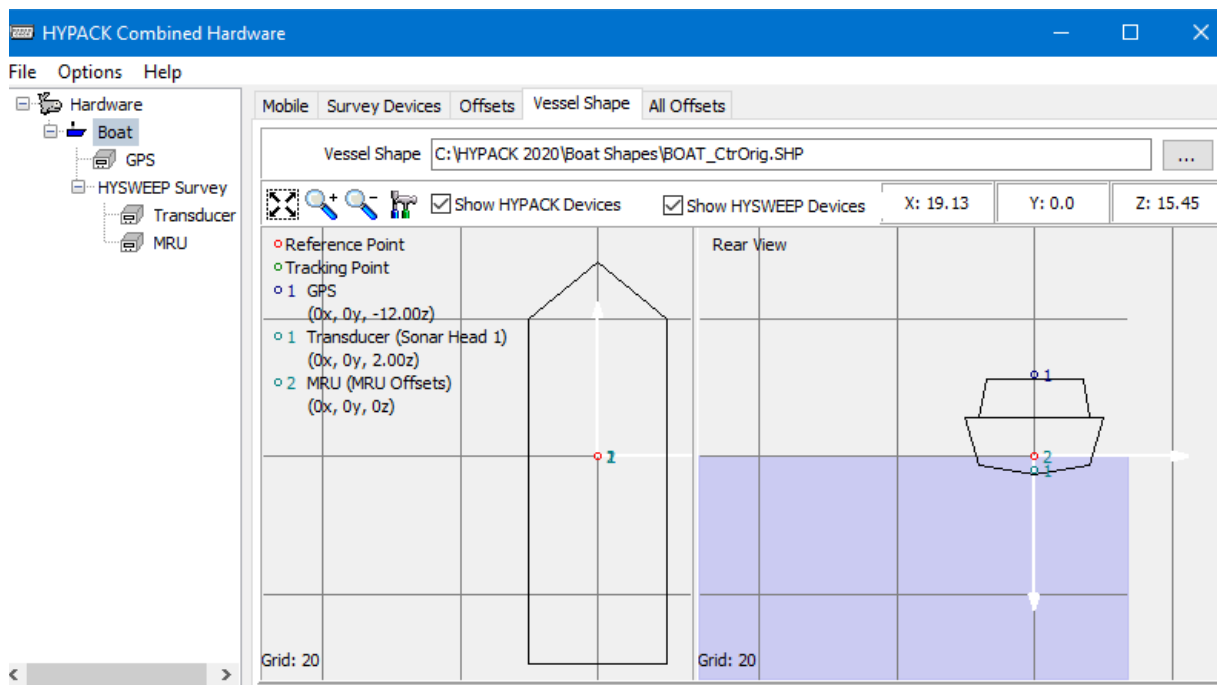 HYPACK Combined Hardware
File Options Help
Hardware
Boat
GPS
HYSWEEP Survey
Transducer
MRU
Mobile Survey Devices Offsets Vessel Shape All Offsets
Vessel Shape C:\HYPACK 2020\Boat Shapes\BOAT_CtrOrig.SHP ...
Show HYPACK Devices Show HYSWEEP Devices X: 19.13 Y: 0.0 Z: 15.45
Reference Point
Tracking Point
1 GPS
(0x, 0y, -12.00z)
1 Transducer (Sonar Head 1)
(0x, 0y, 2.00z)
2 MRU (MRU Offsets)
(0x, 0y, 0z)
Grid: 20
Rear View
1
2
1
Grid: 20